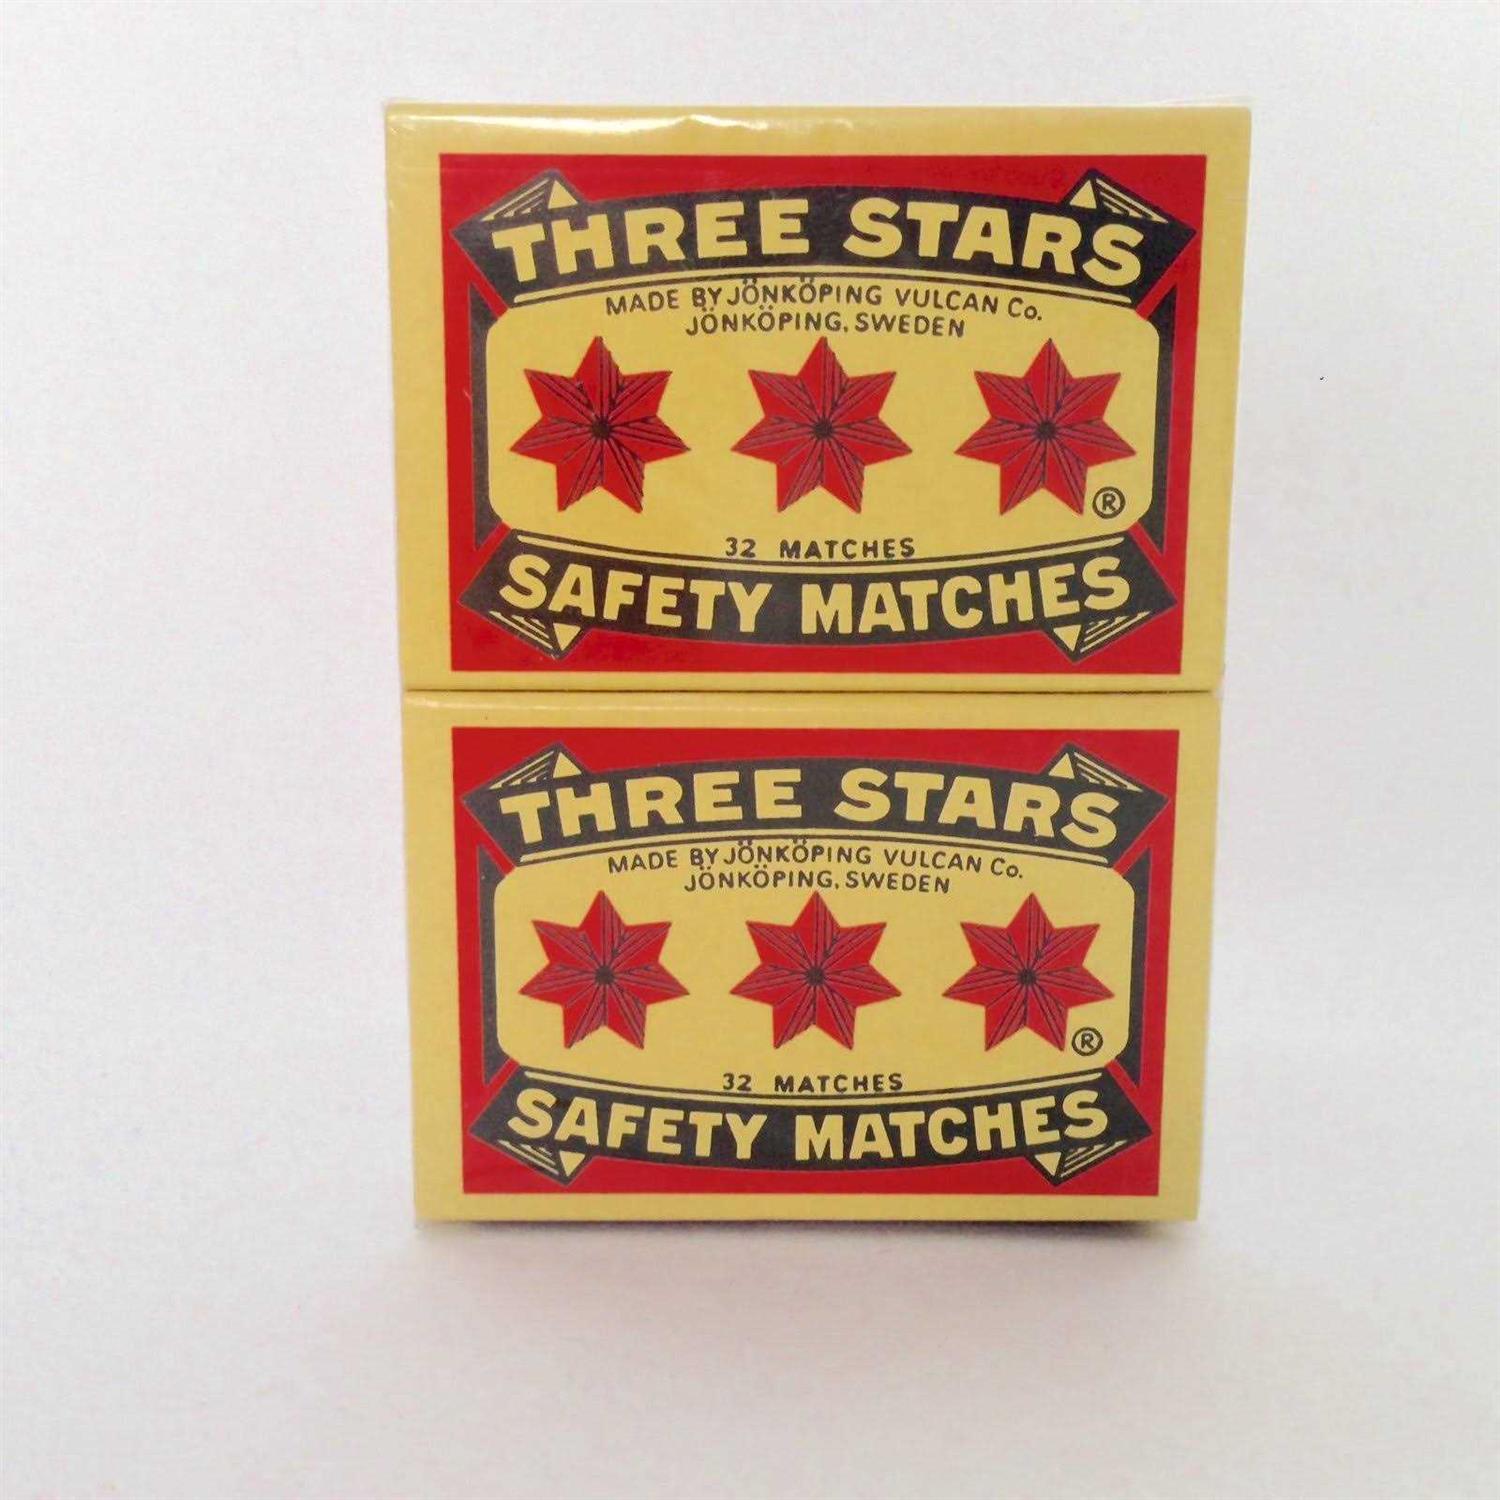 THREE STARS
MADE BY JÖNKÖPING VULCAN Co.
JÖNKÖPING, SWEDEN
®
32 MATCHES
SAFETY MATCHES
THREE STARS
MADE BY JÖNKÖPING VULCAN Co.
JÖNKÖPING, SWEDEN
®
32 MATCHES
SAFETY MATCHES